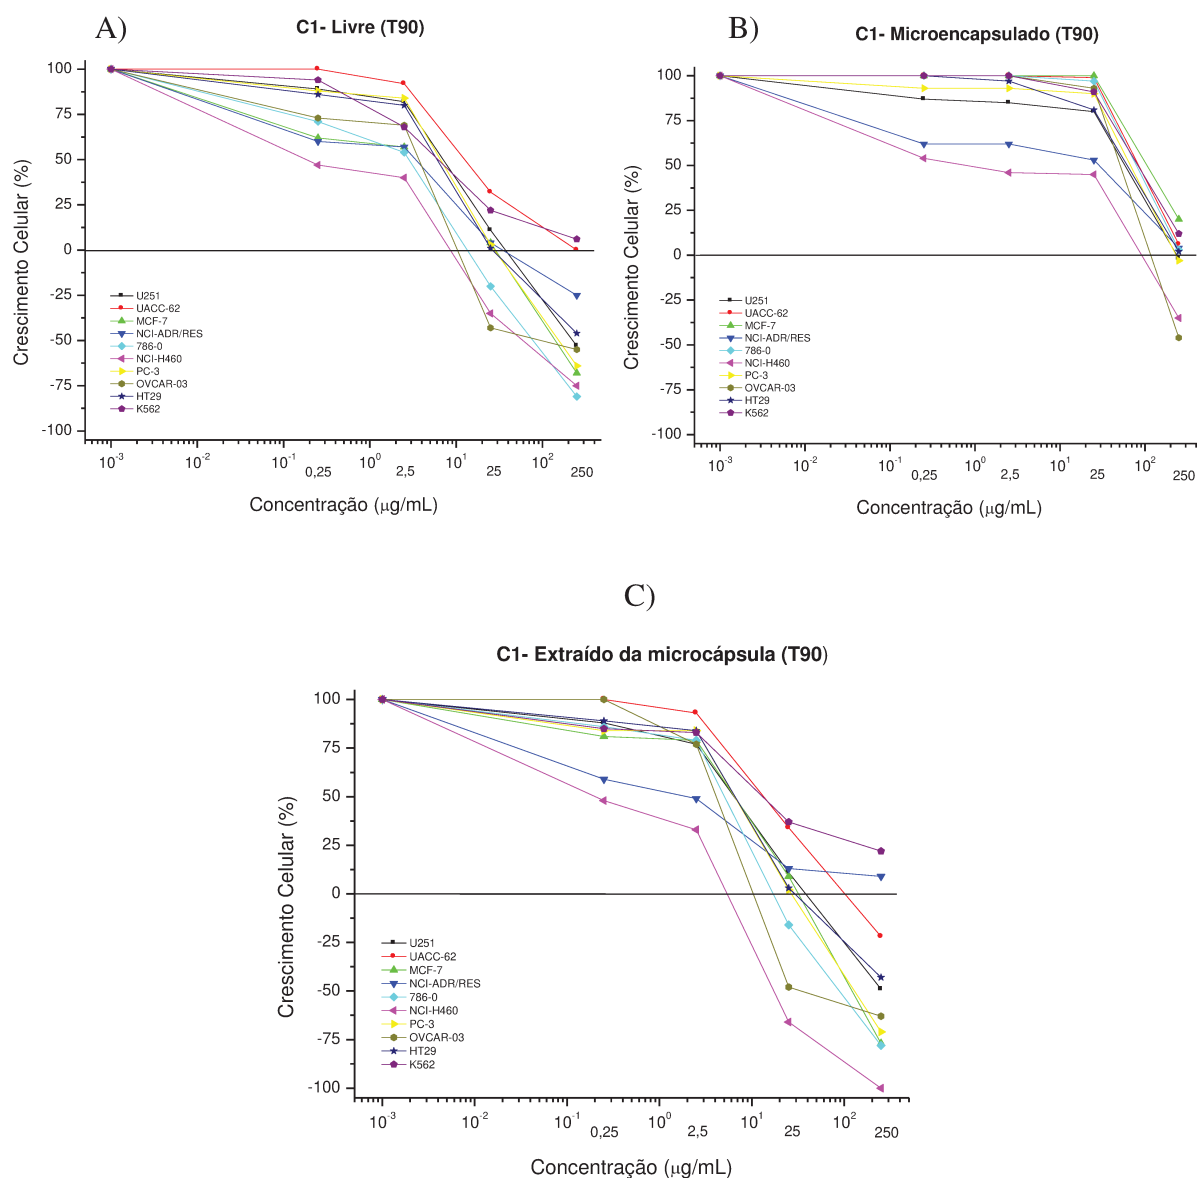 A)
C1- Livre (T90)
100
75
50
25
0
-25
-50
-75
-100
Crescimento Celular (%)
U251
UACC-62
MCF-7
NCI-ADR/RES
786-0
NCI-H460
PC-3
OVCAR-03
HT29
K562
10⁻³
10⁻²
10⁻¹
10⁰
10¹
10²
0,25
2,5
25
250
Concentração (µg/mL)
B)
C1- Microencapsulado (T90)
100
75
50
25
0
-25
-50
-75
-100
Crescimento Celular (%)
U251
UACC-62
MCF-7
NCI-ADR/RES
786-0
NCI-H460
PC-3
OVCAR-03
HT29
K562
10⁻³
10⁻²
10⁻¹
10⁰
10¹
10²
0,25
2,5
25
250
Concentração (µg/mL)
C)
C1- Extraído da microcápsula (T90)
100
75
50
25
0
-25
-50
-75
-100
Crescimento Celular (%)
U251
UACC-62
MCF-7
NCI-ADR/RES
786-0
NCI-H460
PC-3
OVCAR-03
HT29
K562
10⁻³
10⁻²
10⁻¹
10⁰
10¹
10²
0,25
2,5
25
250
Concentração (µg/mL)